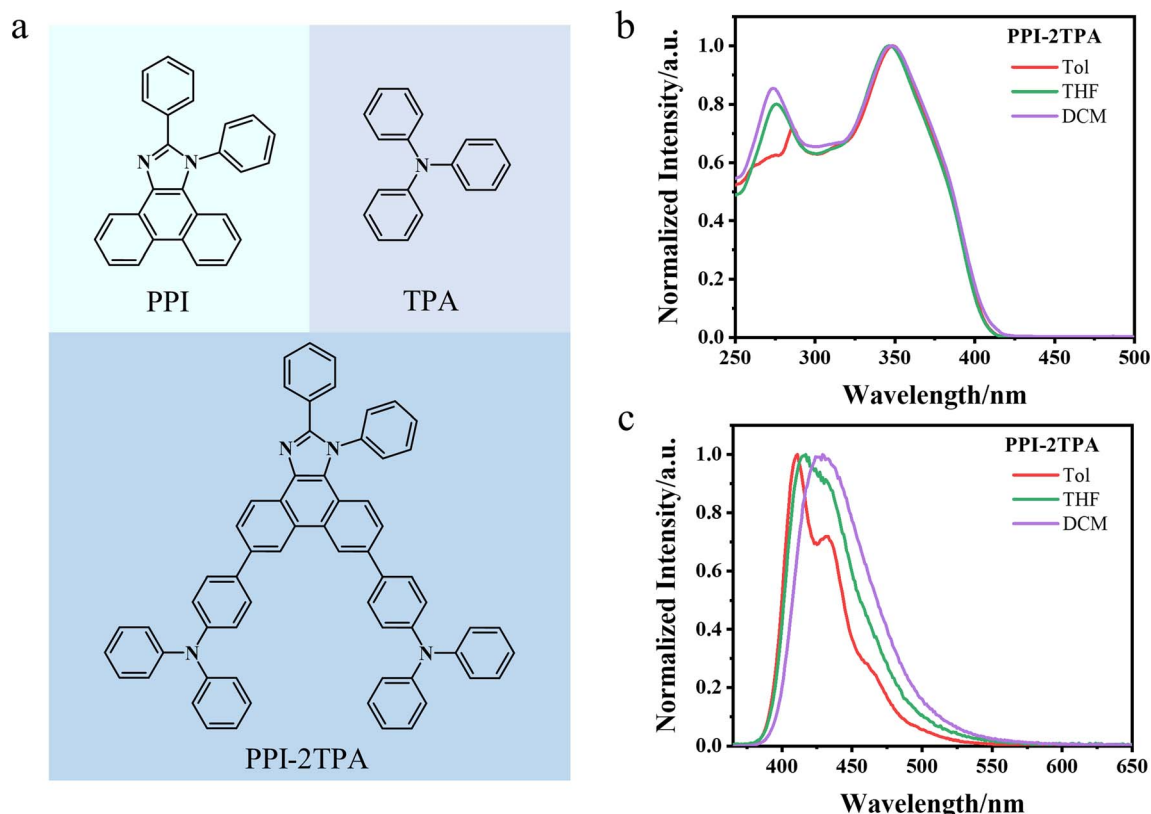 a
N
N
PPI
N
TPA
N
N
N
N
PPI-2TPA
b
PPI-2TPA
Tol
THF
DCM
Normalized Intensity/a.u.
1.0
0.8
0.6
0.4
0.2
0.0
250 300 350 400 450 500
Wavelength/nm
c
PPI-2TPA
Tol
THF
DCM
Normalized Intensity/a.u.
1.0
0.8
0.6
0.4
0.2
0.0
400 450 500 550 600 650
Wavelength/nm